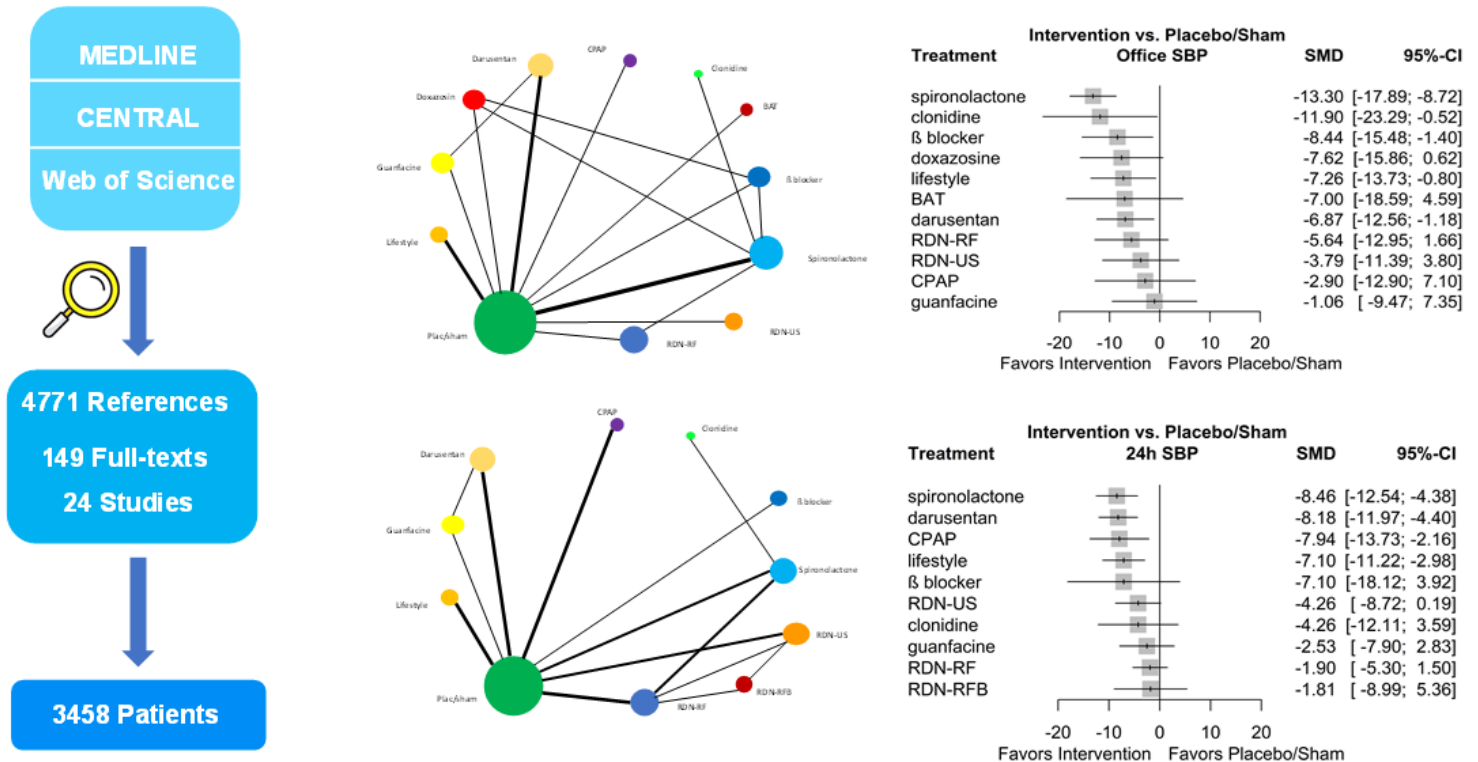 MEDLINE
CENTRAL
Web of Science
4771 References
149 Full-texts
24 Studies
3458 Patients
CPAP
Darusentan
Clonidine
Doxazosin
BAT
Guanfacine
ß blocker
Lifestyle
Spironolactone
Plac/sham
RDN-US
RDN-RF
Intervention vs. Placebo/Sham
Treatment Office SBP SMD 95%-CI
spironolactone -13.30 [-17.89; -8.72]
clonidine -11.90 [-23.29; -0.52]
ß blocker -8.44 [-15.48; -1.40]
doxazosine -7.62 [-15.86; 0.62]
lifestyle -7.26 [-13.73; -0.80]
BAT -7.00 [-18.59; 4.59]
darusentan -6.87 [-12.56; -1.18]
RDN-RF -5.64 [-12.95; 1.66]
RDN-US -3.79 [-11.39; 3.80]
CPAP -2.90 [-12.90; 7.10]
guanfacine -1.06 [ -9.47; 7.35]
-20 -10 0 10 20
Favors Intervention Favors Placebo/Sham
CPAP
Clonidine
Darusentan
ß blocker
Guanfacine
Spironolactone
Lifestyle
RDN-US
Plac/sham
RDN-RFB
RDN-RF
Intervention vs. Placebo/Sham
Treatment 24h SBP SMD 95%-CI
spironolactone -8.46 [-12.54; -4.38]
darusentan -8.18 [-11.97; -4.40]
CPAP -7.94 [-13.73; -2.16]
lifestyle -7.10 [-11.22; -2.98]
ß blocker -7.10 [-18.12; 3.92]
RDN-US -4.26 [ -8.72; 0.19]
clonidine -4.26 [-12.11; 3.59]
guanfacine -2.53 [ -7.90; 2.83]
RDN-RF -1.90 [ -5.30; 1.50]
RDN-RFB -1.81 [ -8.99; 5.36]
-20 -10 0 10 20
Favors Intervention Favors Placebo/Sham